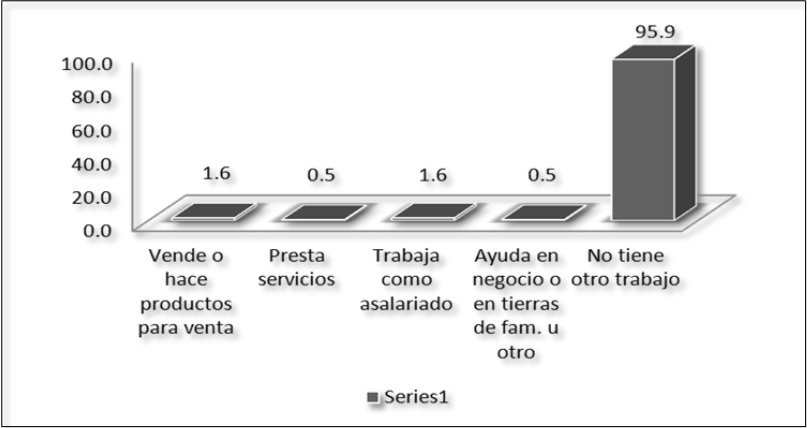 95.9
100.0
80.0
60.0
40.0
20.0
0.0
1.6
0.5
1.6
0.5
Vende o
hace
productos
para venta
Presta
servicios
Trabaja
como
asalariado
Ayuda en
negocio o
en tierras
de fam. u
otro
No tiene
otro trabajo
Series1